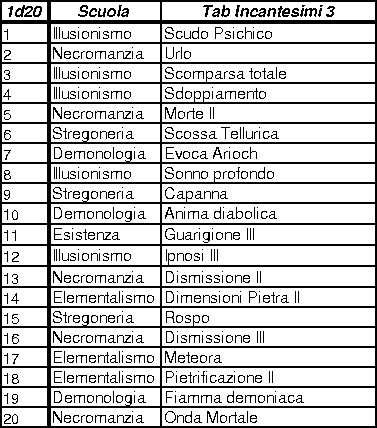 1d20 Scuola Tab Incantesimi 3
1 Illusionismo Scudo Psichico
2 Necromanzia Urlo
3 Illusionismo Scomparsa totale
4 Illusionismo Sdoppiamento
5 Necromanzia Morte II
6 Stregoneria Scossa Tellurica
7 Demonologia Evoca Arioch
8 Illusionismo Sonno profondo
9 Stregoneria Capanna
10 Demonologia Anima diabolica
11 Esistenza Guarigione III
12 Illusionismo Ipnosi III
13 Necromanzia Dismissione II
14 Elementalismo Dimensioni Pietra II
15 Stregoneria Rospo
16 Necromanzia Dismissione III
17 Elementalismo Meteora
18 Elementalismo Pietrificazione II
19 Demonologia Fiamma demoniaca
20 Necromanzia Onda Mortale